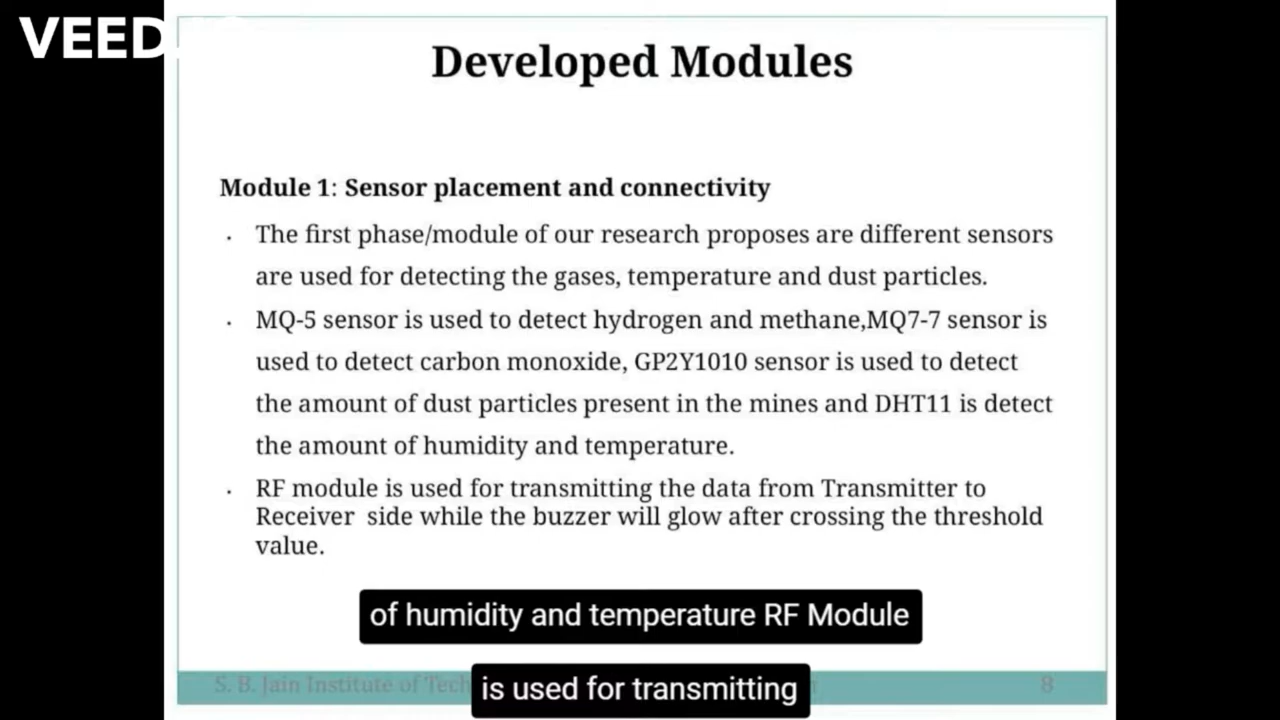 VEED
Developed Modules
Module 1: Sensor placement and connectivity
· The first phase/module of our research proposes are different sensors
are used for detecting the gases, temperature and dust particles.
· MQ-5 sensor is used to detect hydrogen and methane,MQ7-7 sensor is
used to detect carbon monoxide, GP2Y1010 sensor is used to detect
the amount of dust particles present in the mines and DHT11 is detect
the amount of humidity and temperature.
· RF module is used for transmitting the data from Transmitter to
Receiver side while the buzzer will glow after crossing the threshold
value.
of humidity and temperature RF Module
is used for transmitting
S. B. Jain Institute of
8